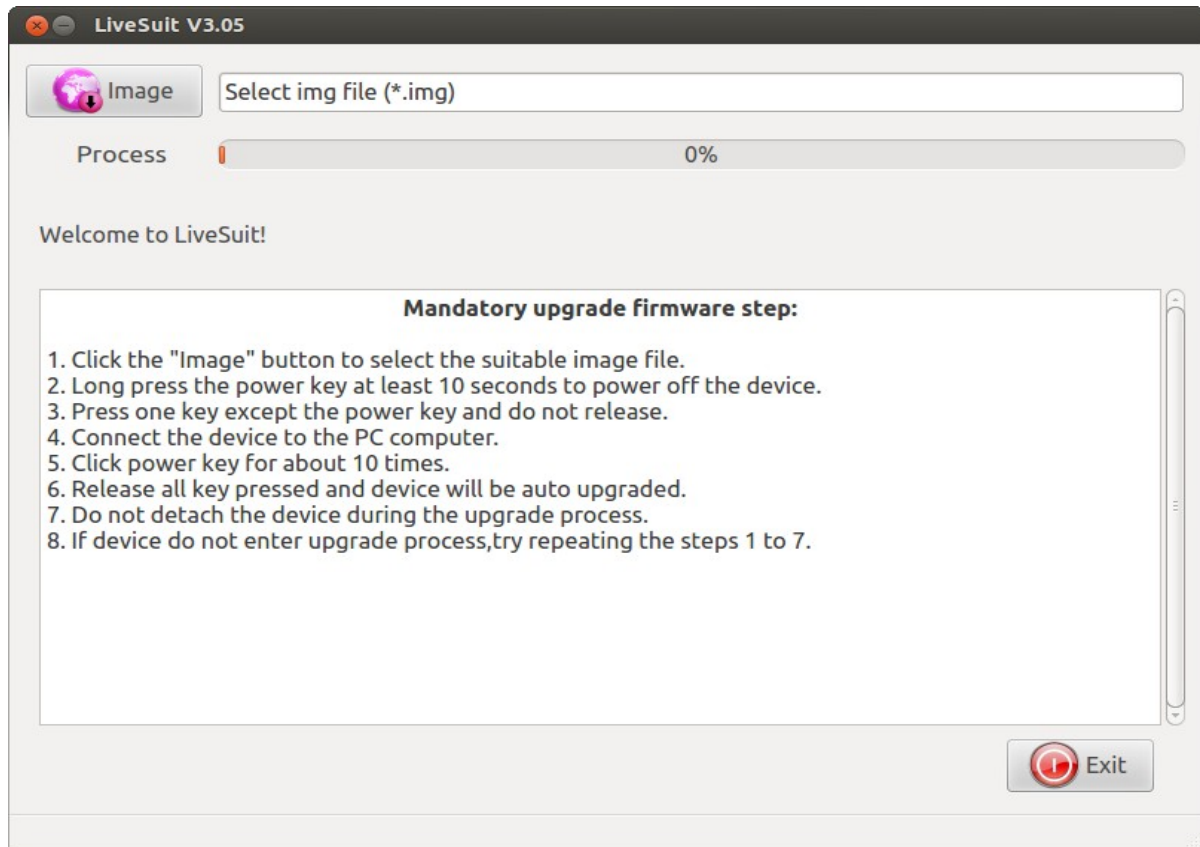 LiveSuit V3.05
Image
Select img file (*.img)
Process
0%
Welcome to LiveSuit!
Mandatory upgrade firmware step:
1. Click the "Image" button to select the suitable image file.
2. Long press the power key at least 10 seconds to power off the device.
3. Press one key except the power key and do not release.
4. Connect the device to the PC computer.
5. Click power key for about 10 times.
6. Release all key pressed and device will be auto upgraded.
7. Do not detach the device during the upgrade process.
8. If device do not enter upgrade process,try repeating the steps 1 to 7.
Exit